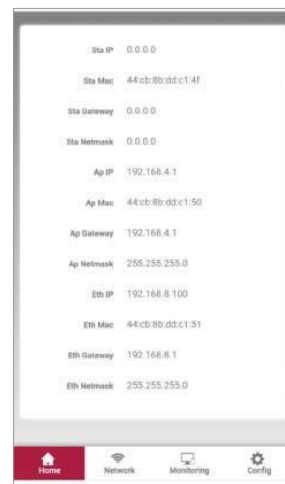 Sta IP 0.0.0.0
Sta Mac 44:cb:8b:dd:c1:4f
Sta Gateway 0.0.0.0
Sta Netmask 0.0.0.0
Ap IP 192.168.4.1
Ap Mac 44:cb:8b:dd:c1:50
Ap Gateway 192.168.4.1
Ap Netmask 255.255.255.0
Eth IP 192.168.8.100
Eth Mac 44:cb:8b:dd:c1:51
Eth Gateway 192.168.8.1
Eth Netmask 255.255.255.0
Home Network Monitoring Config